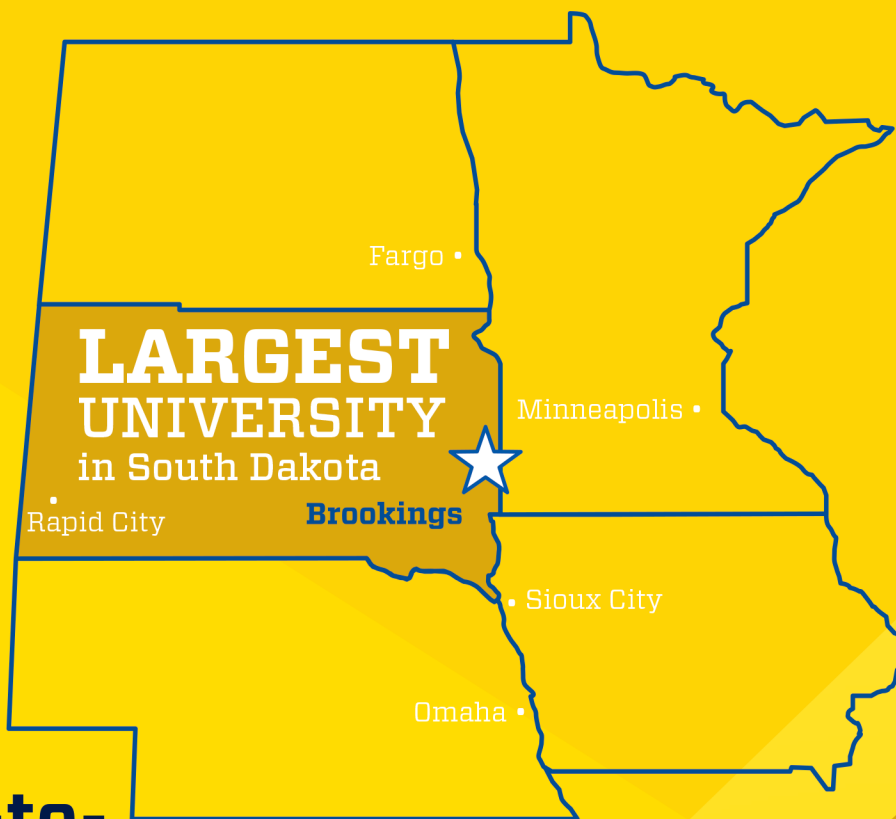 Fargo
LARGEST
UNIVERSITY
in South Dakota
Minneapolis
Rapid City
Brookings
Sioux City
Omaha